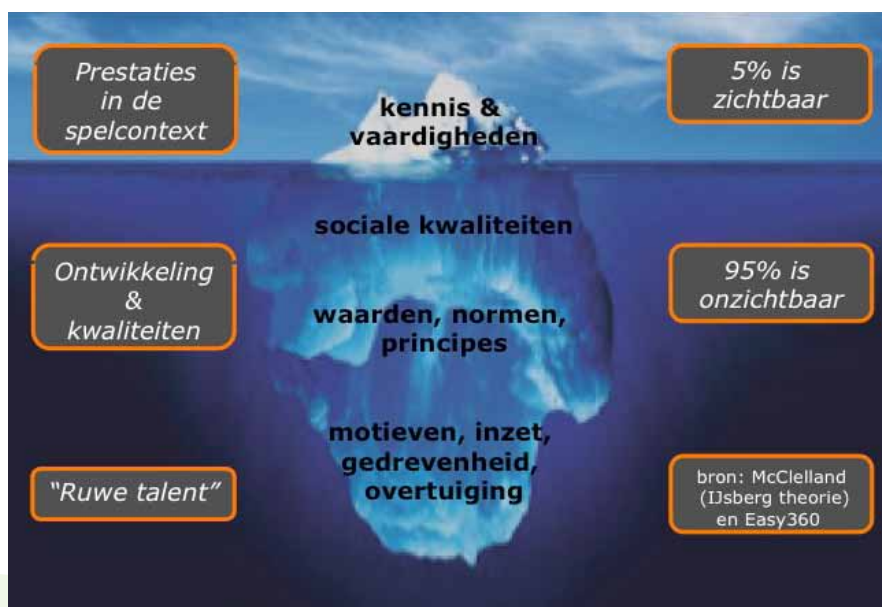 Prestaties
in de
spelcontext
kennis &
vaardigheden
5% is
zichtbaar
sociale kwaliteiten
Ontwikkeling
&
kwaliteiten
waarden, normen,
principes
95% is
onzichtbaar
motieven, inzet,
gedrevenheid,
overtuiging
“Ruwe talent”
bron: McClelland
(IJsberg theorie)
en Easy360